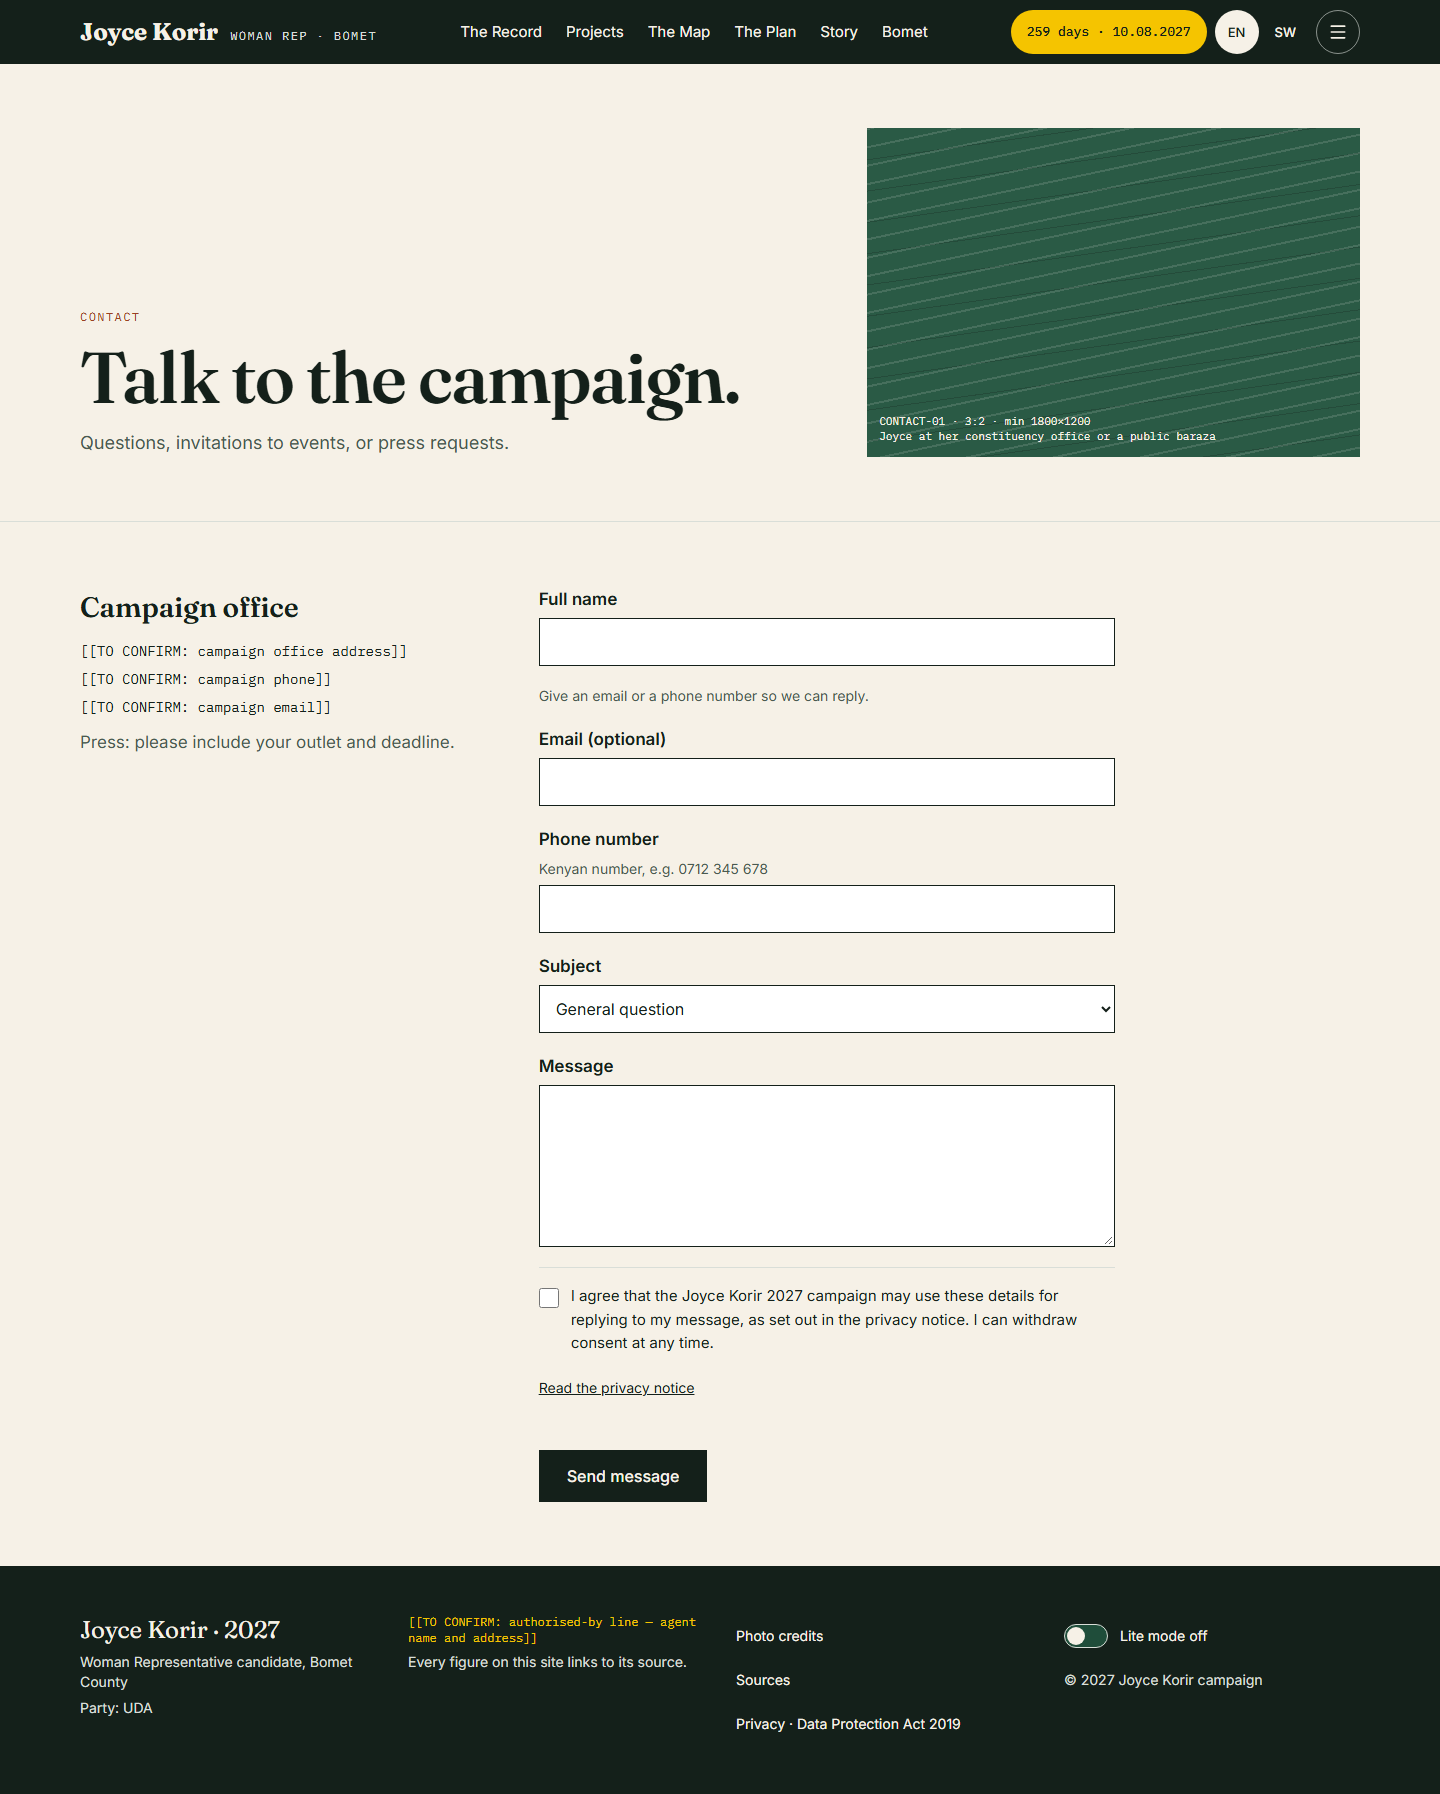 Joyce Korir WOMAN REP · BOMET
The Record Projects The Map The Plan Story Bomet
259 days · 10.08.2027 EN SW
CONTACT
Talk to the campaign.
Questions, invitations to events, or press requests.
CONTACT-01 · 3:2 · min 1800×1200
Joyce at her constituency office or a public baraza
Campaign office
[[TO CONFIRM: campaign office address]]
[[TO CONFIRM: campaign phone]]
[[TO CONFIRM: campaign email]]
Press: please include your outlet and deadline.
Full name
Give an email or a phone number so we can reply.
Email (optional)
Phone number
Kenyan number, e.g. 0712 345 678
Subject
General question
Message
I agree that the Joyce Korir 2027 campaign may use these details for
replying to my message, as set out in the privacy notice. I can withdraw
consent at any time.
Read the privacy notice
Send message
Joyce Korir · 2027
Woman Representative candidate, Bomet
County
Party: UDA
[[TO CONFIRM: authorised-by line — agent
name and address]]
Every figure on this site links to its source.
Photo credits
Sources
Privacy · Data Protection Act 2019
Lite mode off
© 2027 Joyce Korir campaign